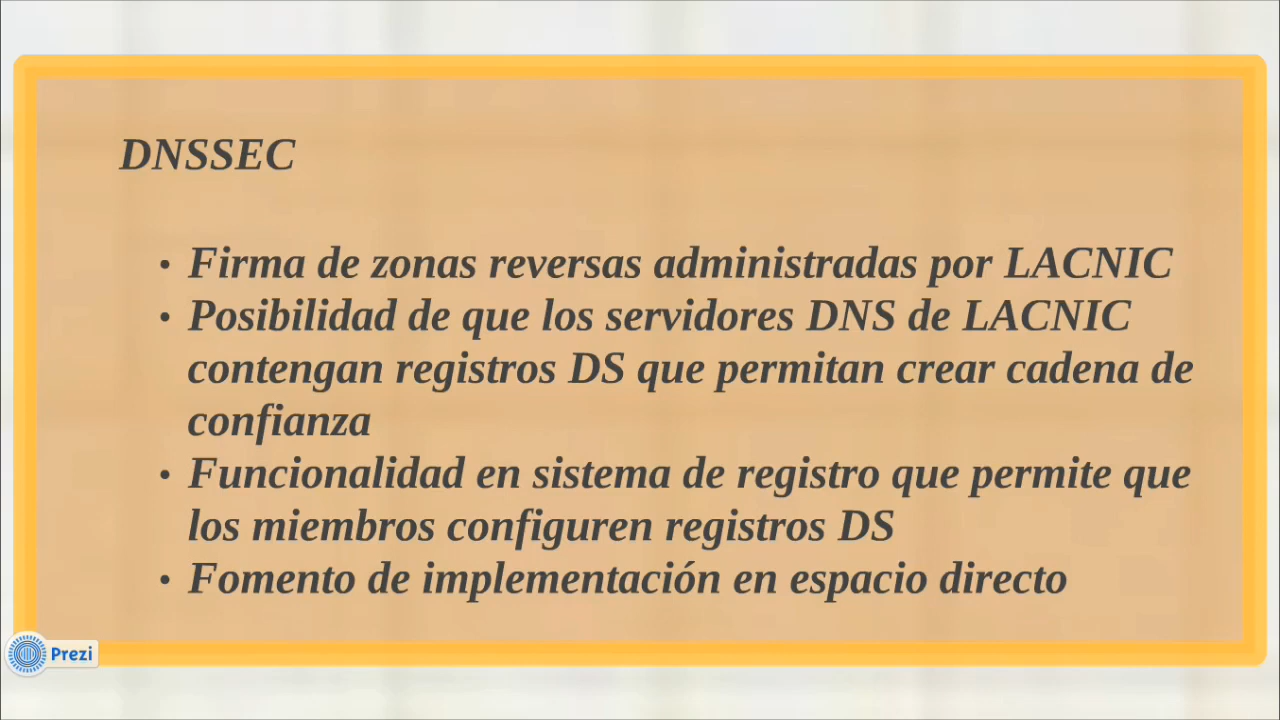 DNSSEC
• Firma de zonas reversas administradas por LACNIC
• Posibilidad de que los servidores DNS de LACNIC
contengan registros DS que permitan crear cadena de
confianza
• Funcionalidad en sistema de registro que permite que
los miembros configuren registros DS
• Fomento de implementación en espacio directo
Prezi